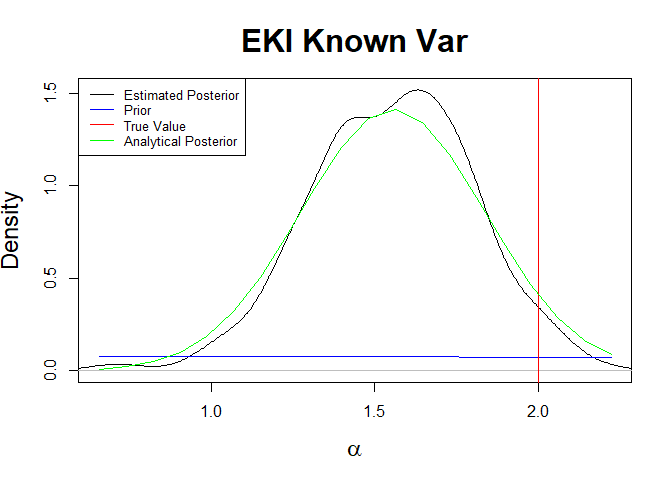 EKI Known Var
Estimated Posterior
Prior
True Value
Analytical Posterior
Density
0.0
0.5
1.0
1.5
1.0
1.5
2.0
α